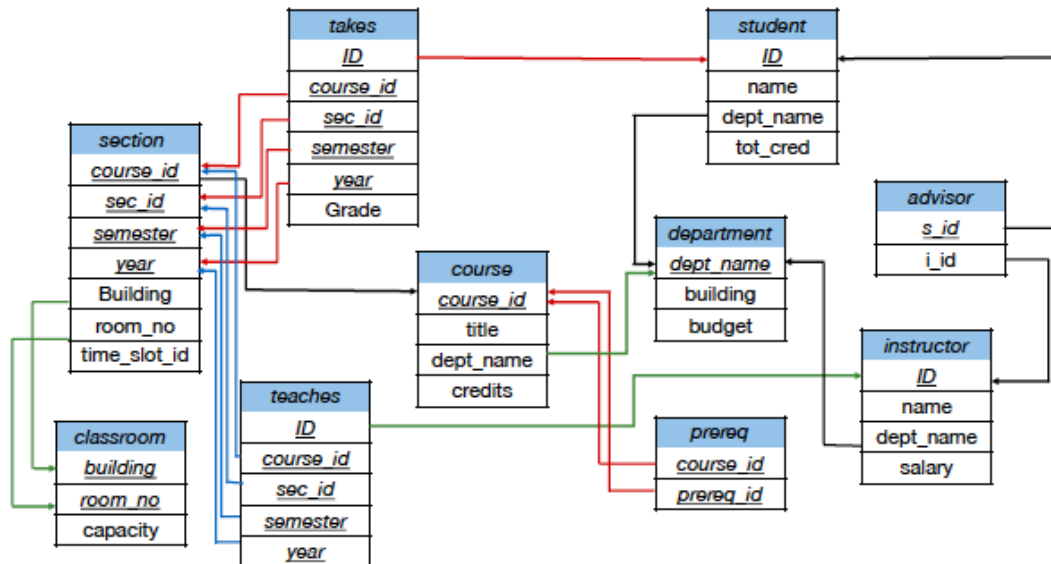 takes
ID
course_id
sec_id
semester
year
Grade
student
ID
name
dept_name
tot_cred
section
course_id
sec_id
semester
year
Building
room_no
time_slot_id
advisor
s_id
i_id
department
dept_name
building
budget
course
course_id
title
dept_name
credits
instructor
ID
name
dept_name
salary
teaches
ID
course_id
sec_id
semester
year
classroom
building
room_no
capacity
prereq
course_id
prereq_id